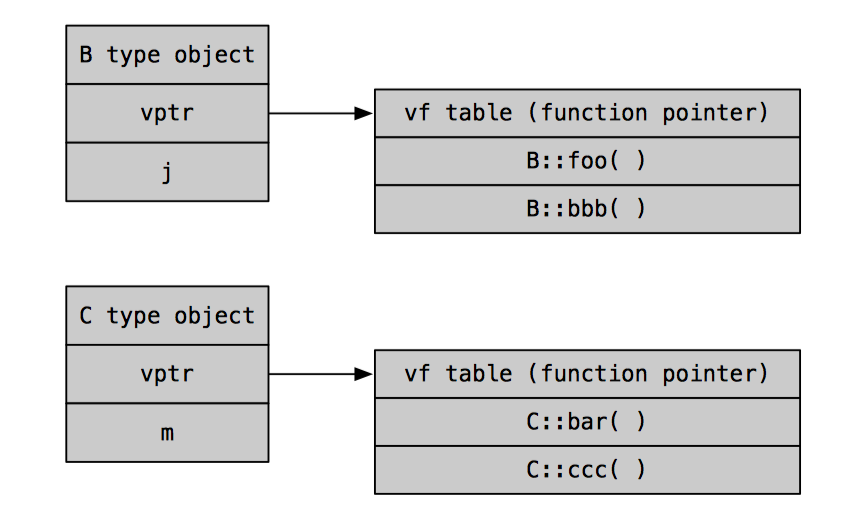 B type object
vptr
j
vf table (function pointer)
B::foo( )
B::bbb( )
C type object
vptr
m
vf table (function pointer)
C::bar( )
C::ccc( )